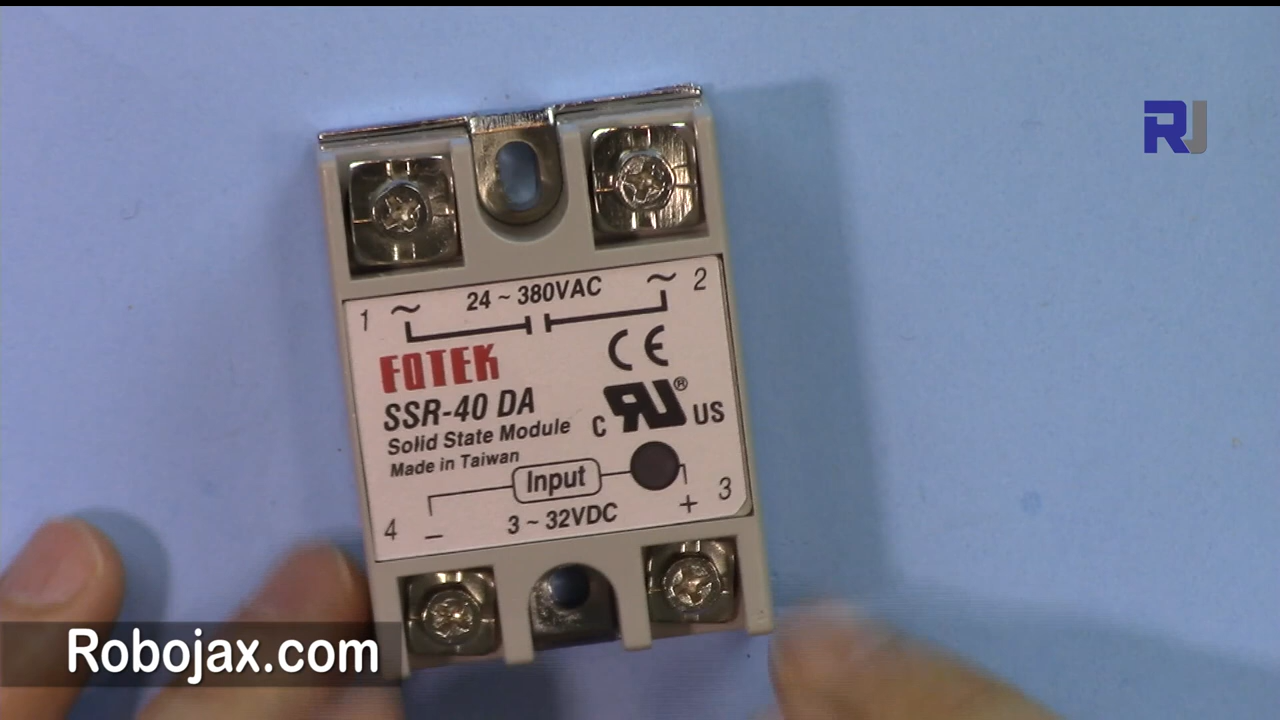 RJ
1 ~ 24 ~ 380VAC ~ 2
FOTEK
CE
SSR-40 DA
C RU® US
Solid State Module
Made in Taiwan
Input
4 − 3 ~ 32VDC + 3
Robojax.com